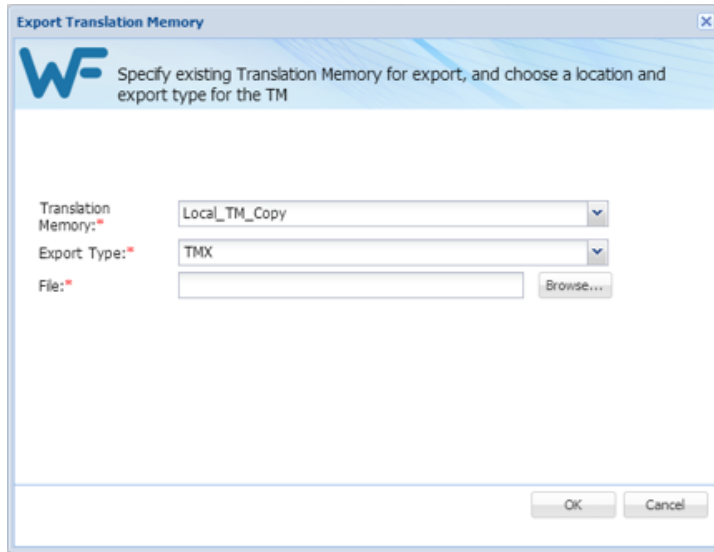 Export Translation Memory
WF
Specify existing Translation Memory for export, and choose a location and
export type for the TM
Translation
Memory:*
Local_TM_Copy
Export Type:*
TMX
File:*
Browse...
OK
Cancel